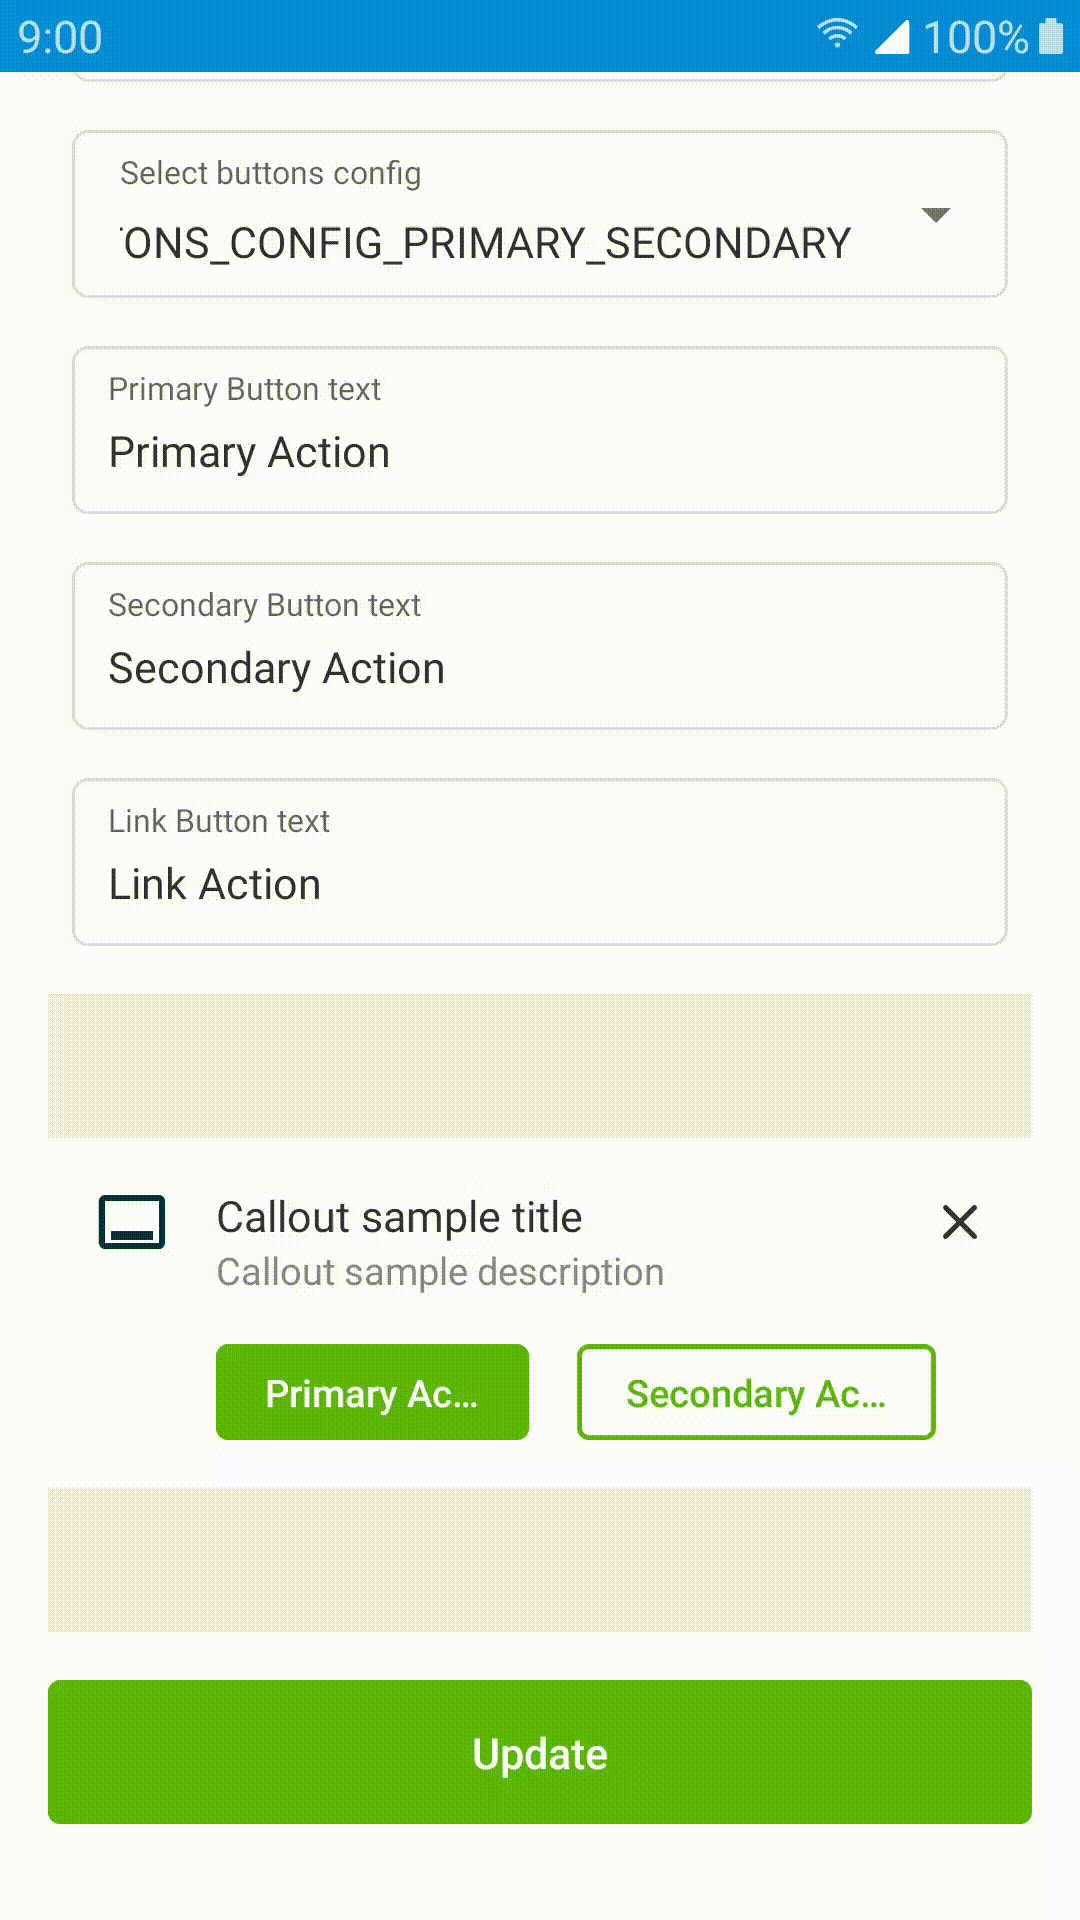 9:00 100%
Select buttons config
ONS_CONFIG_PRIMARY_SECONDARY
Primary Button text
Primary Action
Secondary Button text
Secondary Action
Link Button text
Link Action
Callout sample title
Callout sample description
Primary Ac...
Secondary Ac...
Update